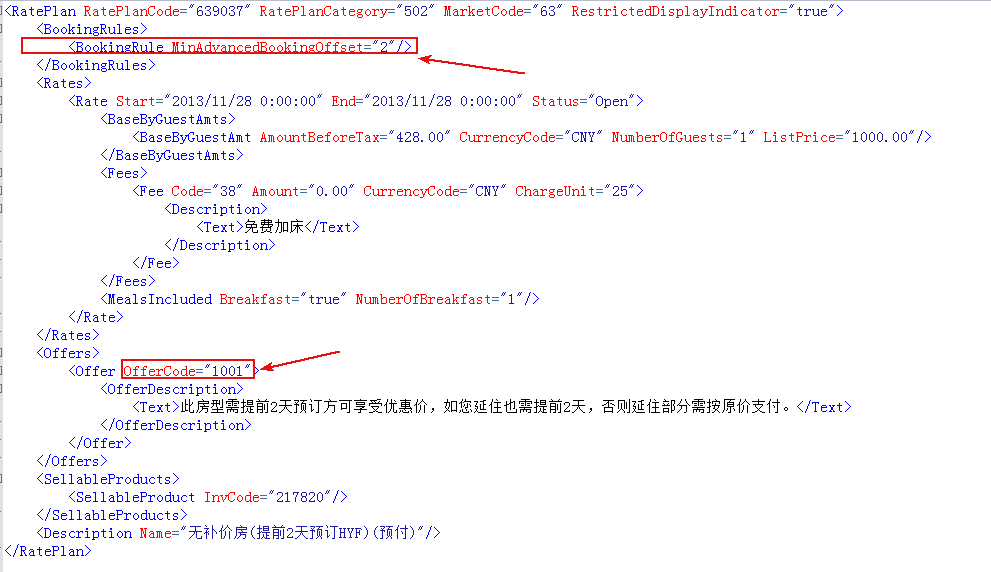 <RatePlan RatePlanCode="639037" RatePlanCategory="502" MarketCode="63" RestrictedDisplayIndicator="true">
<BookingRules>
<BookingRule MinAdvancedBookingOffset="2"/>
</BookingRules>
<Rates>
<Rate Start="2013/11/28 0:00:00" End="2013/11/28 0:00:00" Status="Open">
<BaseByGuestAmts>
<BaseByGuestAmt AmountBeforeTax="428.00" CurrencyCode="CNY" NumberOfGuests="1" ListPrice="1000.00"/>
</BaseByGuestAmts>
<Fees>
<Fee Code="38" Amount="0.00" CurrencyCode="CNY" ChargeUnit="25">
<Description>
<Text>免费加床</Text>
</Description>
</Fee>
</Fees>
<MealsIncluded Breakfast="true" NumberOfBreakfast="1"/>
</Rate>
</Rates>
<Offers>
<Offer OfferCode="1001">
<OfferDescription>
<Text>此房型需提前2天预订方可享受优惠价，如您延住也需提前2天，否则延住部分需按原价支付。</Text>
</OfferDescription>
</Offer>
</Offers>
<SellableProducts>
<SellableProduct InvCode="217820"/>
</SellableProducts>
<Description Name="无补价房(提前2天预订HYF)(预付)"/>
</RatePlan>